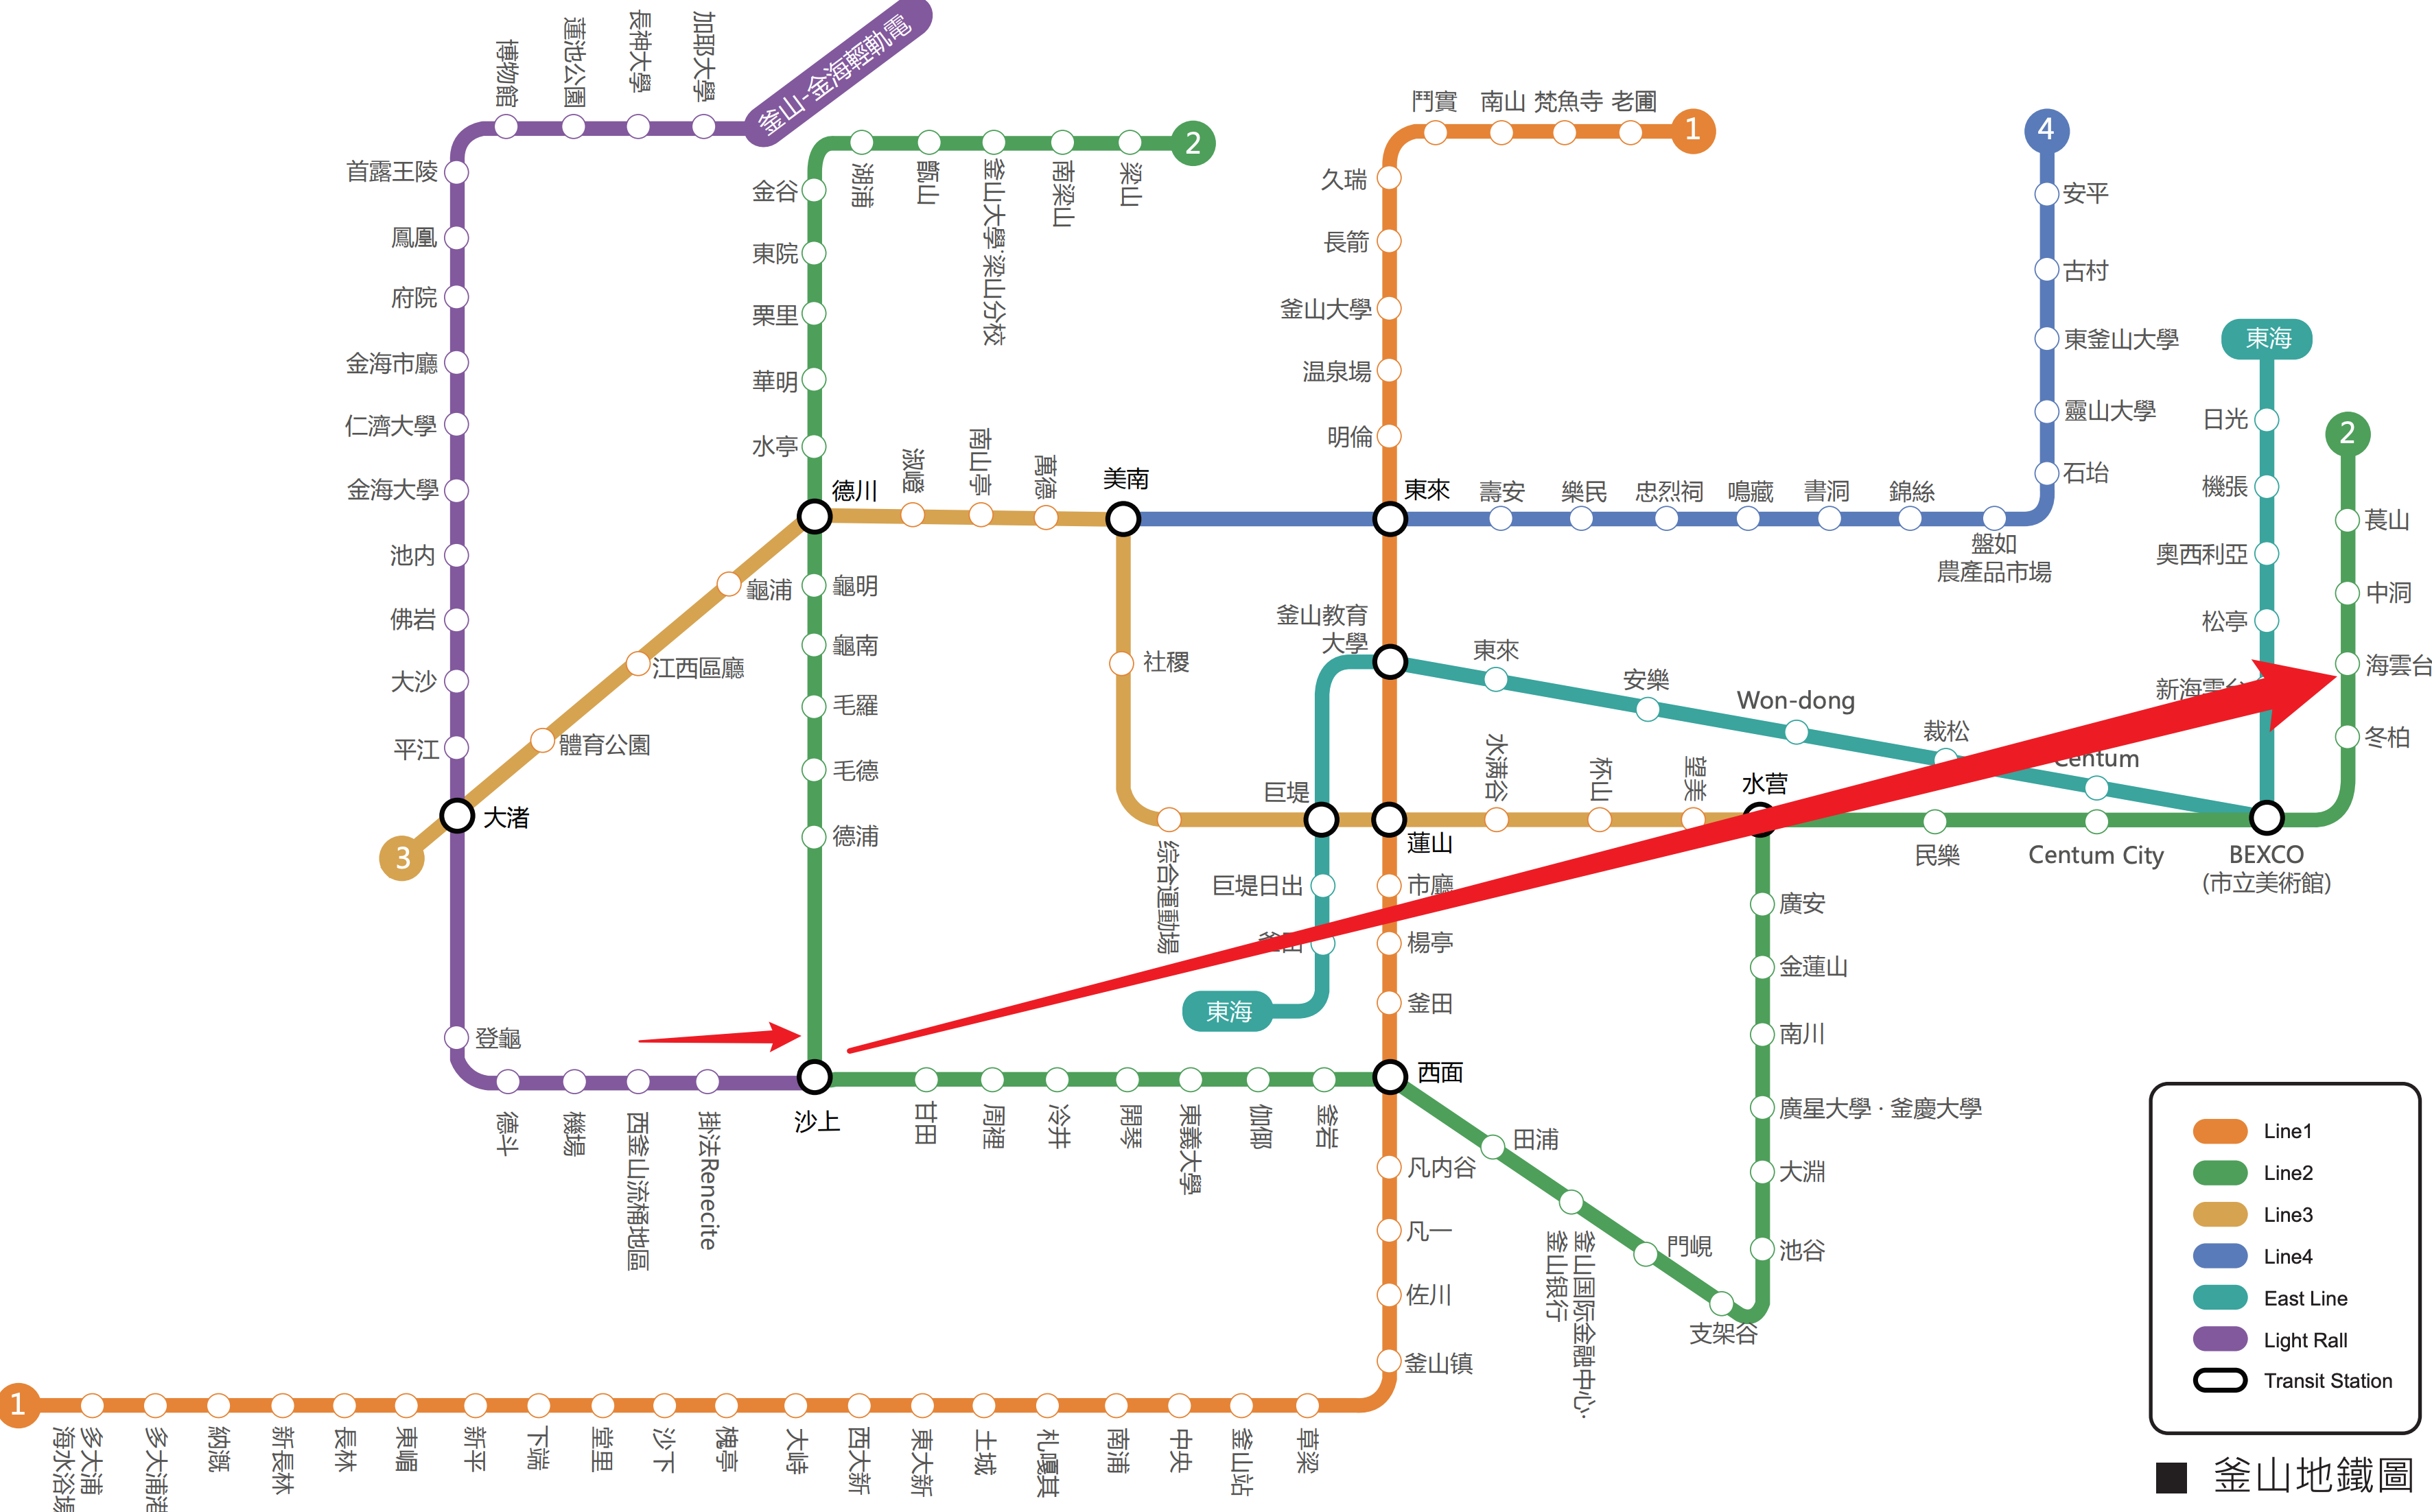 釜山-金海輕軌電
加耶大學
長神大學
蓮池公園
博物館
首露王陵
鳳凰
府院
金海市廳
仁濟大學
金海大學
池内
佛岩
大沙
平江
大渚
登龜
德斗
機場
西釜山流桶地區
掛法Renecite
沙上
2
梁山
南梁山
釜山大學·梁山分校
甑山
湖浦
金谷
東院
栗里
華明
水亭
德川
龜明
龜南
毛羅
毛德
德浦
3
體育公園
江西區廳
龜浦
淑嶝
南山亭
萬德
美南
社稷
综合運動場
巨堤
蓮山
水满谷
杯山
望美
水营
1
老圃
梵魚寺
南山
鬥實
久瑞
長箭
釜山大學
温泉場
明倫
東來
釜山教育
大學
市廳
楊亭
釜田
西面
凡内谷
凡一
佐川
釜山镇
4
安平
古村
東釜山大學
靈山大學
石坮
壽安
樂民
忠烈祠
鳴藏
書洞
錦絲
盤如
農產品市場
東海
日光
機張
奧西利亞
松亭
新海雲台
東來
安樂
Won-dong
裁松
Centum
巨堤日出
釜田
東海
2
萇山
中洞
海雲台
冬柏
BEXCO
(市立美術館)
Centum City
民樂
廣安
金蓮山
南川
廣星大學·釜慶大學
大淵
池谷
支架谷
門峴
釜山国际金融中心·
釜山银行
田浦
甘田
周裡
冷井
開琴
東義大學
伽倻
釜岩
1
多大浦
海水浴場
多大浦港
納溉
新長林
長林
東嵋
新平
下端
堂里
沙下
槐亭
大峙
西大新
東大新
土城
札嘎其
南浦
中央
釜山站
草梁
Line1
Line2
Line3
Line4
East Line
Light Rall
Transit Station
釜山地鐵圖